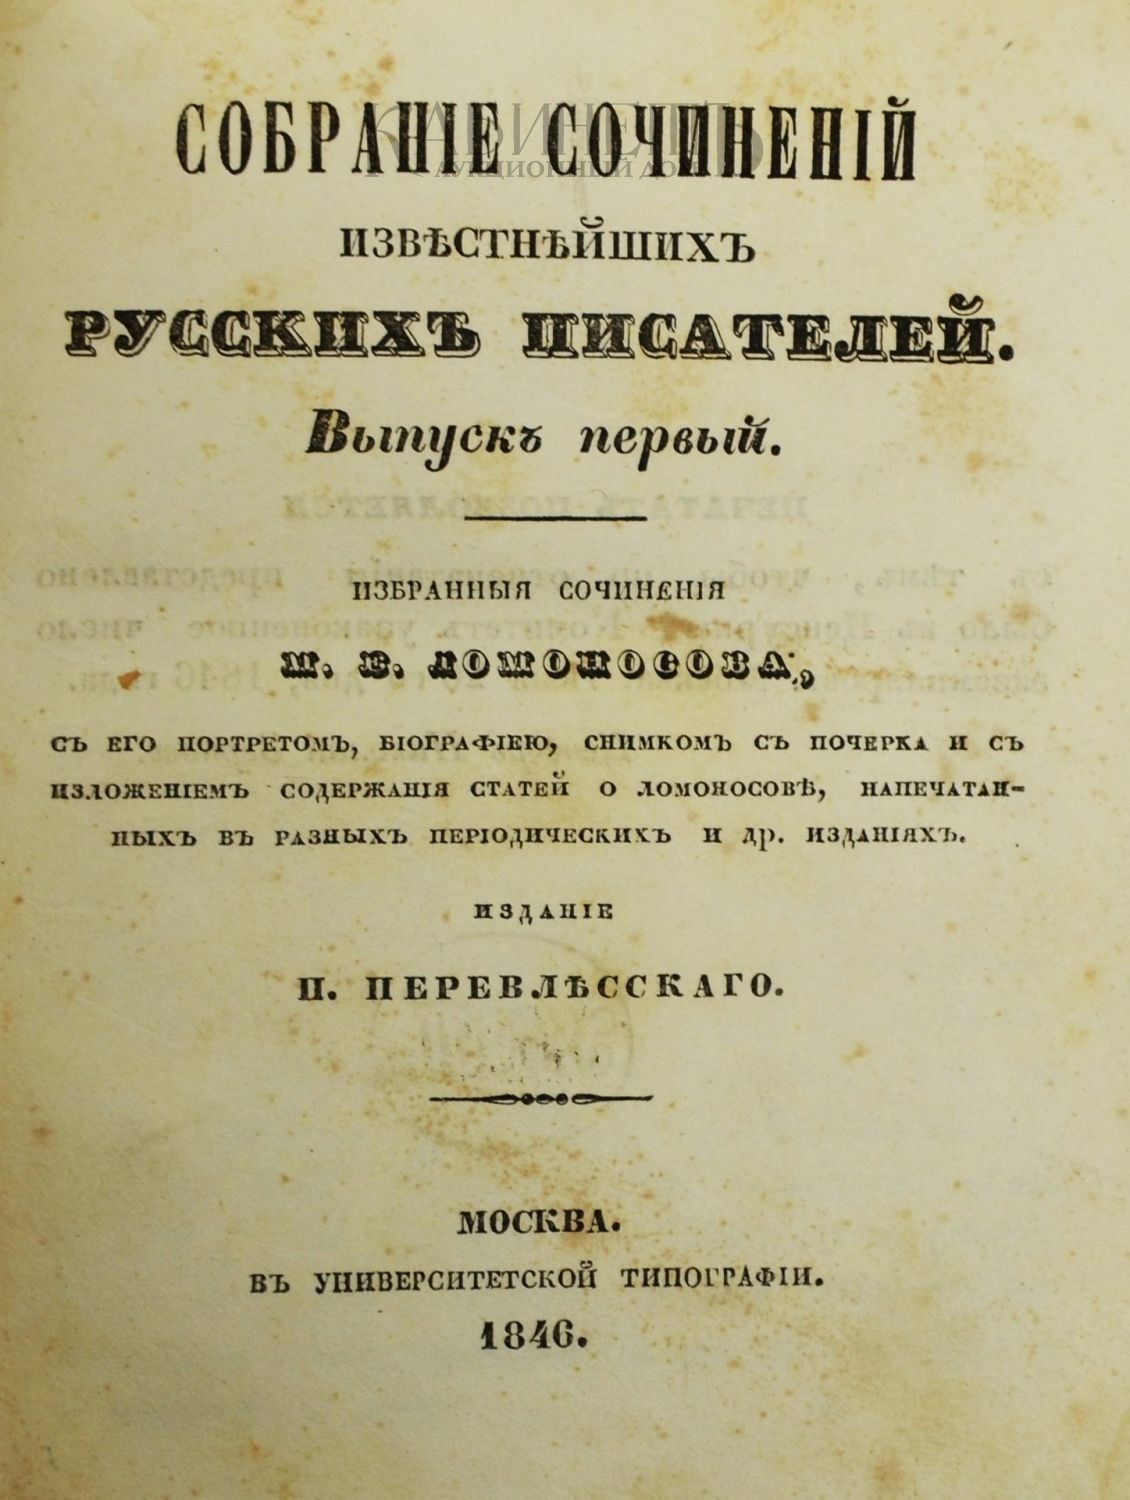 СОБРАНІЕ СОЧИНЕНІЙ
ИЗВѢСТНѢЙШИХЪ
РУССКИХЪ ПИСАТЕЛЕЙ.
Выпускъ первый.
ИЗБРАННЫЯ СОЧИНЕНІЯ
М. В. ЛОМОНОСОВА,
СЪ ЕГО ПОРТРЕТОМЪ, БІОГРАФІЕЮ, СНИМКОМЪ СЪ ПОЧЕРКА И СЪ
ИЗЛОЖЕНІЕМЪ СОДЕРЖАНІЯ СТАТЕЙ О ЛОМОНОСОВѢ, НАПЕЧАТАН-
НЫХЪ ВЪ РАЗНЫХЪ ПЕРІОДИЧЕСКИХЪ И др. ИЗДАНІЯХЪ.
ИЗДАНІЕ
П. ПЕРЕВЛѢССКАГО.
МОСКВА.
ВЪ УНИВЕРСИТЕТСКОЙ ТИПОГРАФІИ.
1846.